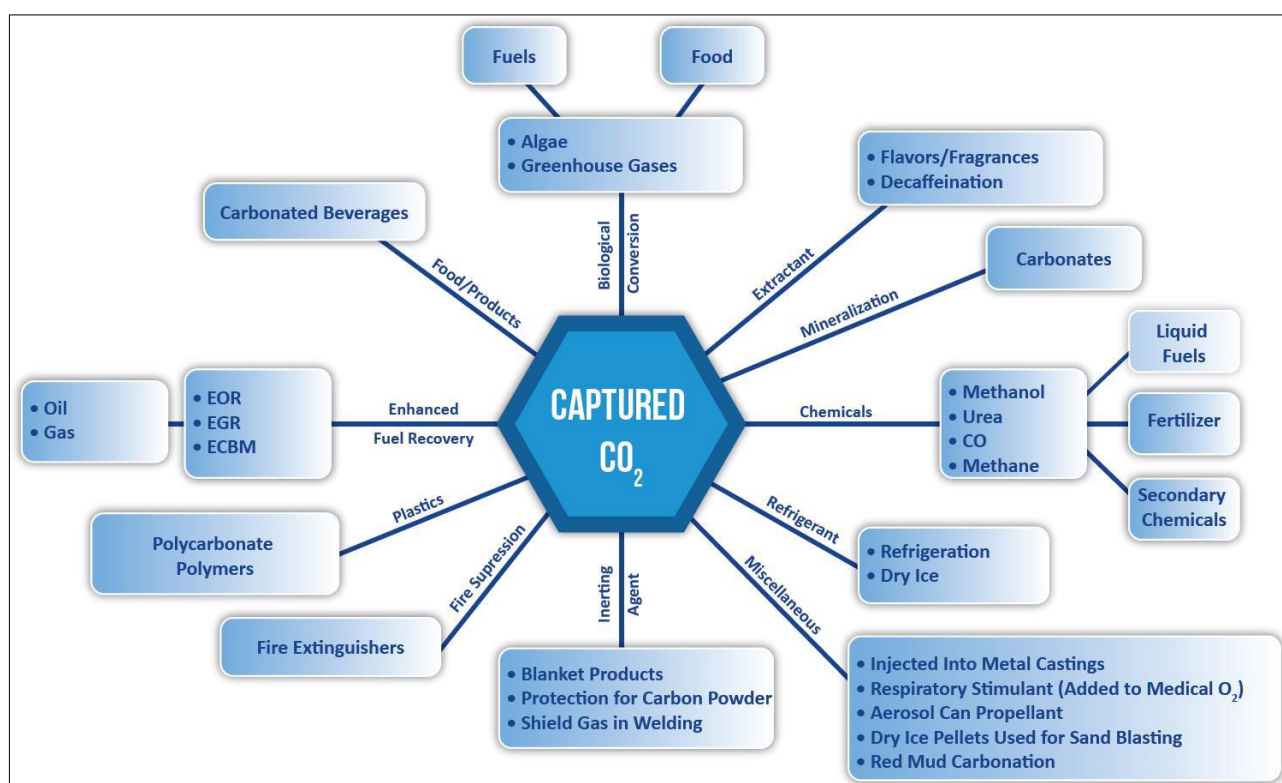 Fuels
Food
• Algae
• Greenhouse Gases
Biological
Conversion
• Flavors/Fragrances
• Decaffeination
Extractant
Carbonated Beverages
Food/Products
Carbonates
Mineralization
CAPTURED
CO₂
Liquid
Fuels
Chemicals
• Methanol
• Urea
• CO
• Methane
Fertilizer
Secondary
Chemicals
• Oil
• Gas
• EOR
• EGR
• ECBM
Enhanced
Fuel Recovery
Plastics
Polycarbonate
Polymers
Refrigerant
• Refrigeration
• Dry Ice
Fire Supression
Fire Extinguishers
Inerting
Agent
• Blanket Products
• Protection for Carbon Powder
• Shield Gas in Welding
Miscellaneous
• Injected Into Metal Castings
• Respiratory Stimulant (Added to Medical O₂)
• Aerosol Can Propellant
• Dry Ice Pellets Used for Sand Blasting
• Red Mud Carbonation